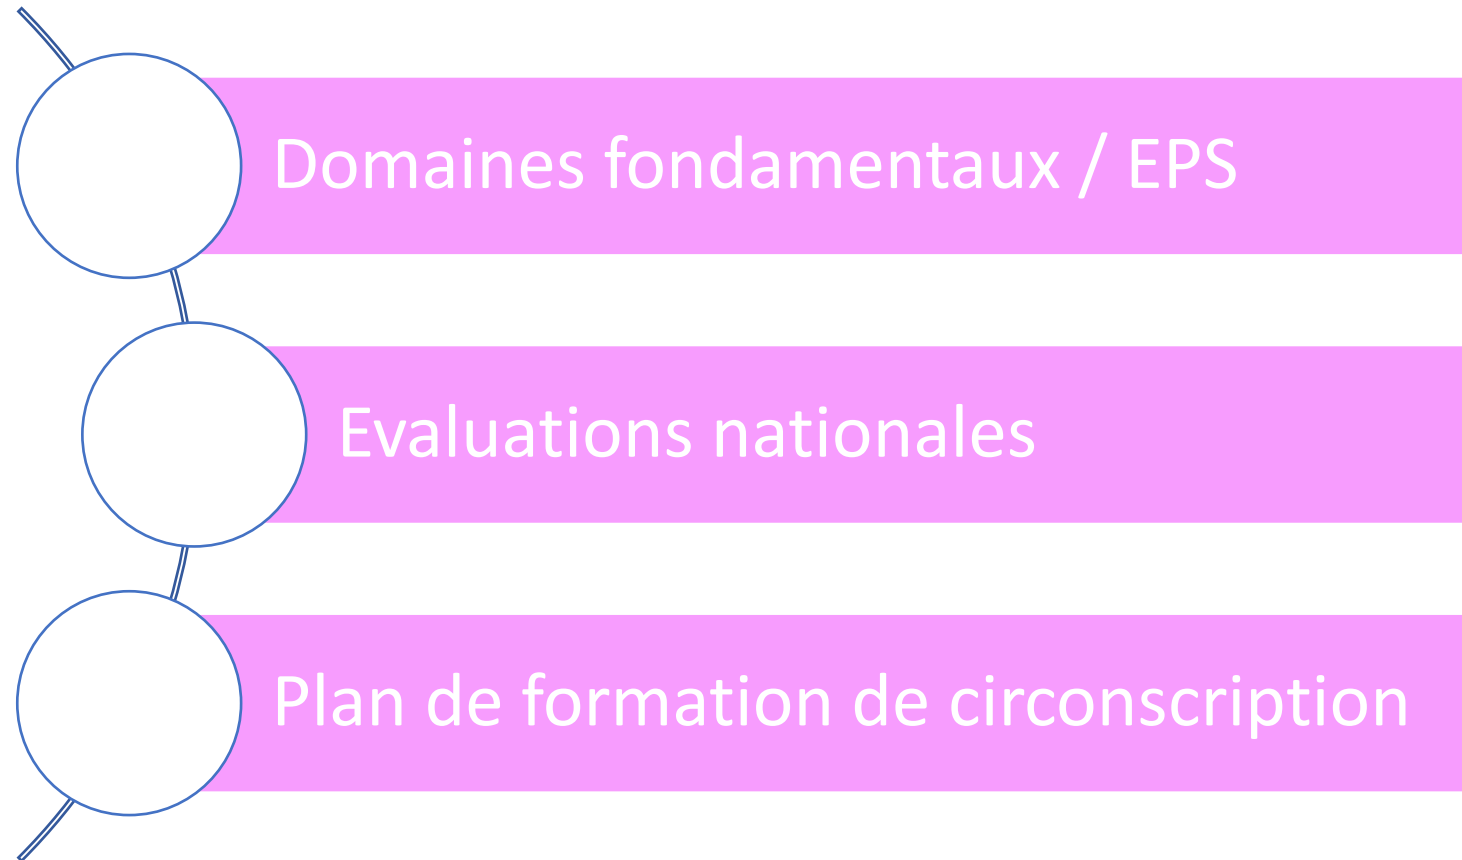 Domaines fondamentaux / EPS
Evaluations nationales
Plan de formation de circonscription